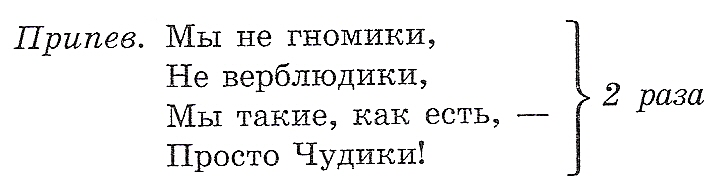 Припев. Мы не гномики,
Не верблюдики,
Мы такие, как есть, —
Просто Чудики!
2 раза